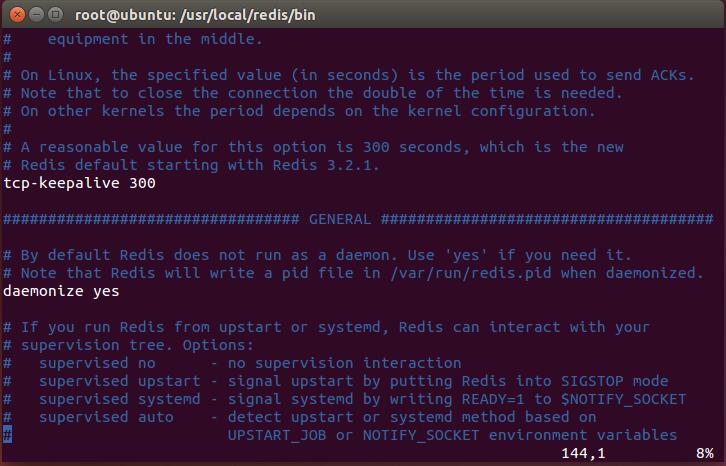 root@ubuntu: /usr/local/redis/bin
#    equipment in the middle.
#
# On Linux, the specified value (in seconds) is the period used to send ACKs.
# Note that to close the connection the double of the time is needed.
# On other kernels the period depends on the kernel configuration.
#
# A reasonable value for this option is 300 seconds, which is the new
# Redis default starting with Redis 3.2.1.
tcp-keepalive 300
################################# GENERAL #####################################
# By default Redis does not run as a daemon. Use 'yes' if you need it.
# Note that Redis will write a pid file in /var/run/redis.pid when daemonized.
daemonize yes
# If you run Redis from upstart or systemd, Redis can interact with your
# supervision tree. Options:
#   supervised no      - no supervision interaction
#   supervised upstart - signal upstart by putting Redis into SIGSTOP mode
#   supervised systemd - signal systemd by writing READY=1 to $NOTIFY_SOCKET
#   supervised auto    - detect upstart or systemd method based on
#                        UPSTART_JOB or NOTIFY_SOCKET environment variables
144,1          8%